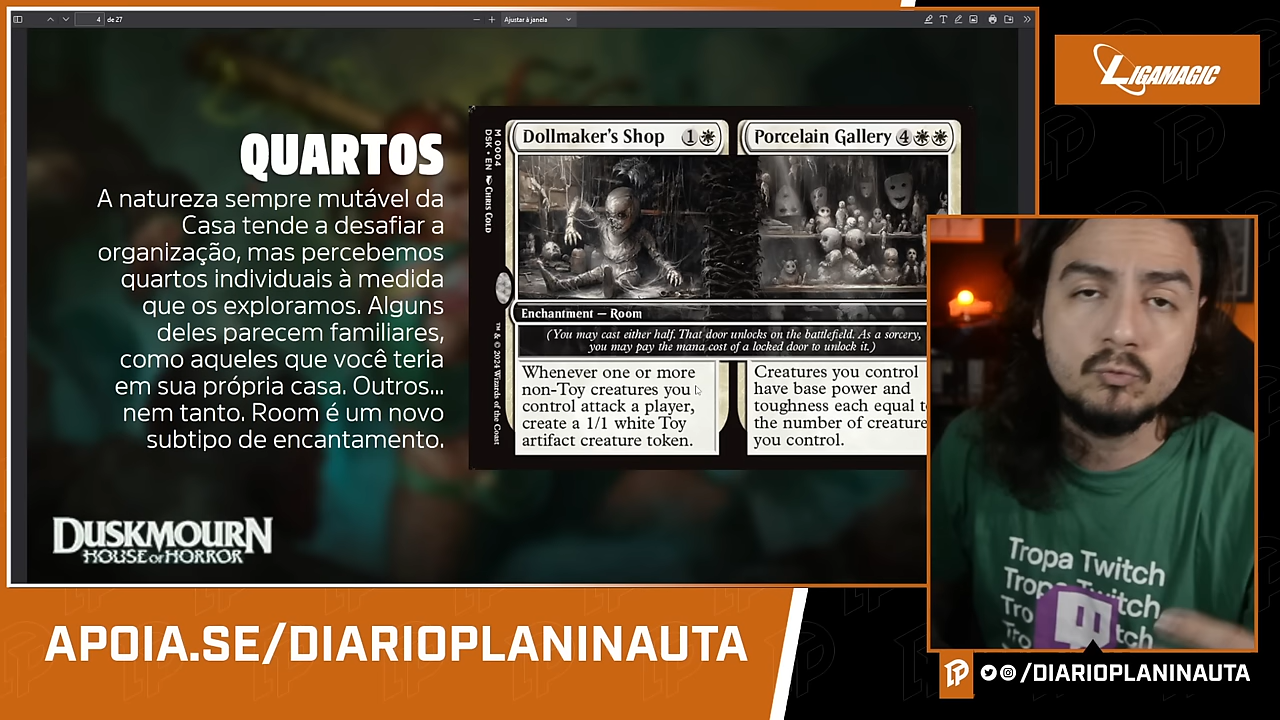 4
de 27
Ajustar à janela
LIGAMAGIC
QUARTOS
A natureza sempre mutável da
Casa tende a desafiar a
organização, mas percebemos
quartos individuais à medida
que os exploramos. Alguns
deles parecem familiares,
como aqueles que você teria
em sua própria casa. Outros...
nem tanto. Room é um novo
subtipo de encantamento.
DUSKMOURN
HOUSE OF HORROR
M 0004
DSK • EN CHRIS COLD
™ & © 2024 Wizards of the Coast
Dollmaker's Shop 1
Porcelain Gallery 4
Enchantment — Room
(You may cast either half. That door unlocks on the battlefield. As a sorcery,
you may pay the mana cost of a locked door to unlock it.)
Whenever one or more
non-Toy creatures you
control attack a player,
create a 1/1 white Toy
artifact creature token.
Creatures you control
have base power and
toughness each equal t
the number of creature
you control.
Tropa Twitch
Tropa Twitch
Tro tch
Tro
APOIA.SE/DIARIOPLANINAUTA
/DIARIOPLANINAUTA